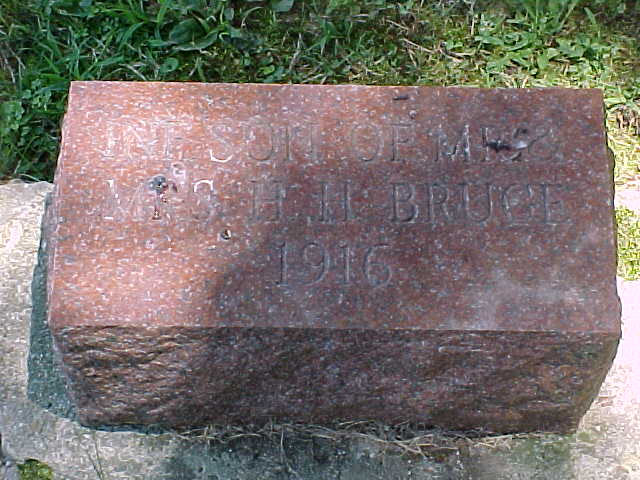 INF. SON OF MR. &
MRS. H. H. BRUCE
1916